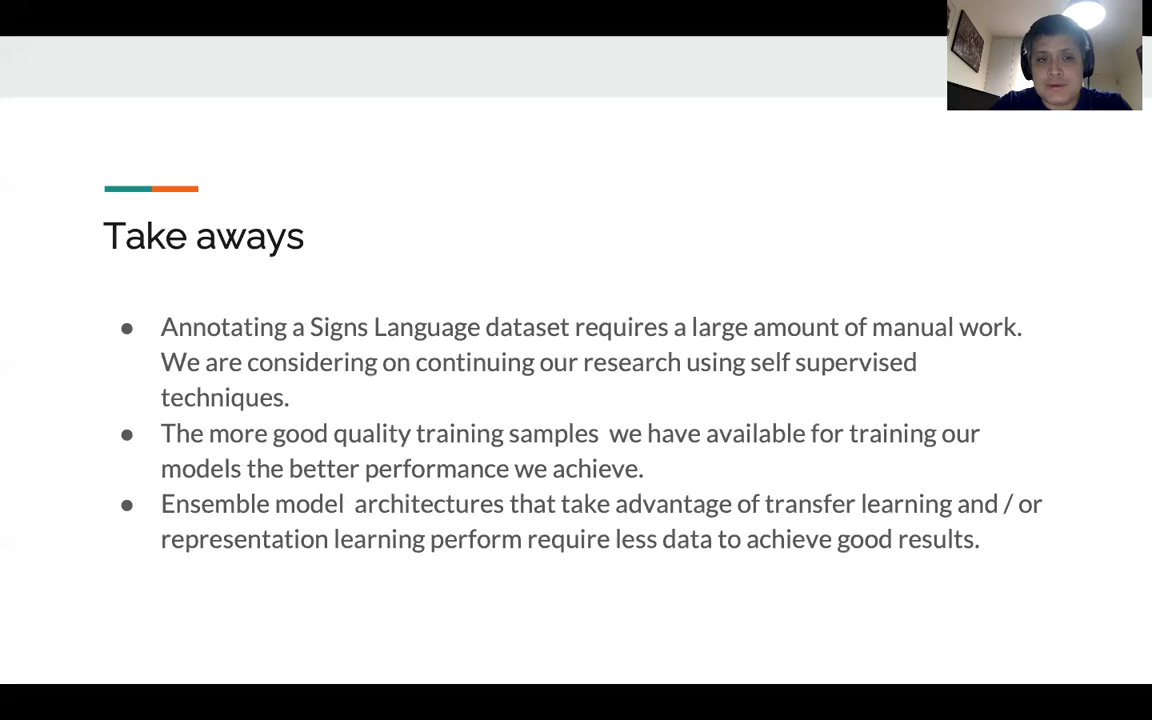 Take aways
● Annotating a Signs Language dataset requires a large amount of manual work.
We are considering on continuing our research using self supervised
techniques.
● The more good quality training samples  we have available for training our
models the better performance we achieve.
● Ensemble model  architectures that take advantage of transfer learning and / or
representation learning perform require less data to achieve good results.